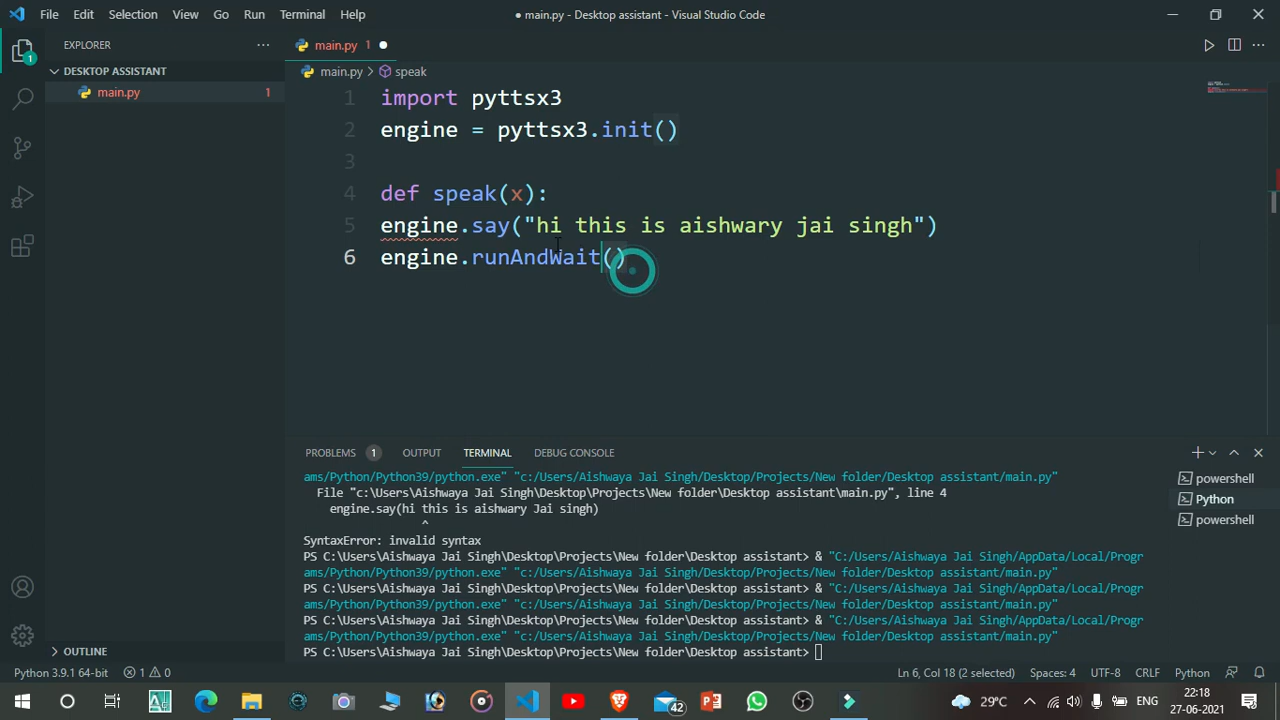 File Edit Selection View Go Run Terminal Help
● main.py - Desktop assistant - Visual Studio Code
EXPLORER
main.py 1
DESKTOP ASSISTANT
main.py 1
main.py > speak
1 import pyttsx3
2 engine = pyttsx3.init()
3
4 def speak(x):
5 engine.say("hi this is aishwary jai singh")
6 engine.runAndWait()
PROBLEMS 1 OUTPUT TERMINAL DEBUG CONSOLE
ams/Python/Python39/python.exe" "c:/Users/Aishwaya Jai Singh/Desktop/Projects/New folder/Desktop assistant/main.py"
File "c:\Users\Aishwaya Jai Singh\Desktop\Projects\New folder\Desktop assistant\main.py", line 4
engine.say(hi this is aishwary Jai singh)
^
SyntaxError: invalid syntax
PS C:\Users\Aishwaya Jai Singh\Desktop\Projects\New folder\Desktop assistant> & "C:/Users/Aishwaya Jai Singh/AppData/Local/Progr
ams/Python/Python39/python.exe" "c:/Users/Aishwaya Jai Singh/Desktop/Projects/New folder/Desktop assistant/main.py"
PS C:\Users\Aishwaya Jai Singh\Desktop\Projects\New folder\Desktop assistant> & "C:/Users/Aishwaya Jai Singh/AppData/Local/Progr
ams/Python/Python39/python.exe" "c:/Users/Aishwaya Jai Singh/Desktop/Projects/New folder/Desktop assistant/main.py"
PS C:\Users\Aishwaya Jai Singh\Desktop\Projects\New folder\Desktop assistant> & "C:/Users/Aishwaya Jai Singh/AppData/Local/Progr
ams/Python/Python39/python.exe" "c:/Users/Aishwaya Jai Singh/Desktop/Projects/New folder/Desktop assistant/main.py"
PS C:\Users\Aishwaya Jai Singh\Desktop\Projects\New folder\Desktop assistant>
powershell
Python
powershell
OUTLINE
Python 3.9.1 64-bit 1 0
Ln 6, Col 18 (2 selected) Spaces: 4 UTF-8 CRLF Python
42
29°C ENG
22:18
27-06-2021